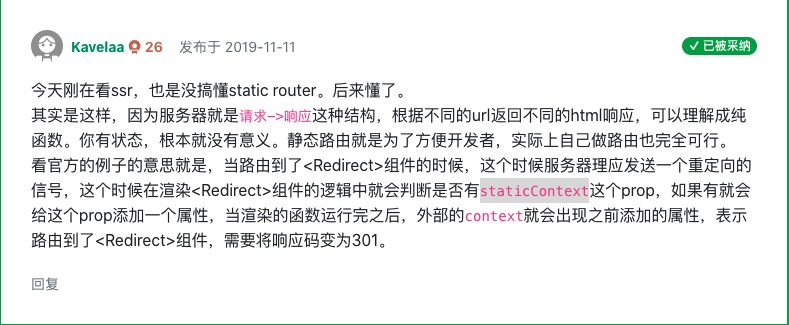 Kavelaa 26 发布于 2019-11-11 已被采纳
今天刚在看ssr，也是没搞懂static router。后来懂了。
其实是这样，因为服务器就是请求->响应这种结构，根据不同的url返回不同的html响应，可以理解成纯
函数。你有状态，根本就没有意义。静态路由就是为了方便开发者，实际上自己做路由也完全可行。
看官方的例子的意思就是，当路由到了<Redirect>组件的时候，这个时候服务器理应发送一个重定向的
信号，这个时候在渲染<Redirect>组件的逻辑中就会判断是否有staticContext这个prop，如果有就会
给这个prop添加一个属性，当渲染的函数运行完之后，外部的context就会出现之前添加的属性，表示
路由到了<Redirect>组件，需要将响应码变为301。
回复